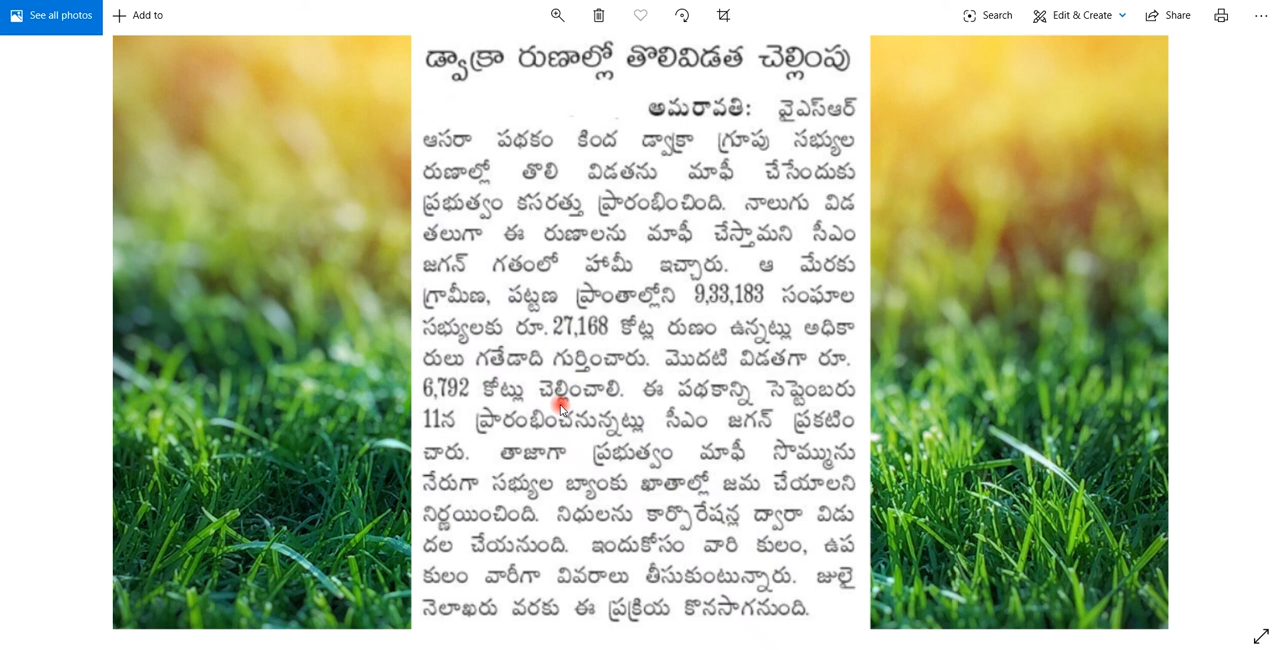 See all photos
Add to
Search
Edit & Create
Share
డ్వాక్రా రుణాల్లో తొలివిడత చెల్లింపు
అమరావతి: వైఎస్ఆర్
ఆసరా పథకం కింద డ్వాక్రా గ్రూపు సభ్యుల
రుణాల్లో తొలి విడతను మాఫీ చేసేందుకు
ప్రభుత్వం కసరత్తు ప్రారంభించింది. నాలుగు విడ
తలుగా ఈ రుణాలను మాఫీ చేస్తామని సీఎం
జగన్ గతంలో హామీ ఇచ్చారు. ఆ మేరకు
గ్రామీణ, పట్టణ ప్రాంతాల్లోని 9,33,183 సంఘాల
సభ్యులకు రూ. 27,168 కోట్ల రుణం ఉన్నట్లు అధికా
రులు గతేడాది గుర్తించారు. మొదటి విడతగా రూ.
6,792 కోట్లు చెల్లించాలి. ఈ పథకాన్ని సెప్టెంబరు
11న ప్రారంభించనున్నట్లు సీఎం జగన్ ప్రకటిం
చారు. తాజాగా ప్రభుత్వం మాఫీ సొమ్మును
నేరుగా సభ్యుల బ్యాంకు ఖాతాల్లో జమ చేయాలని
నిర్ణయించింది. నిధులను కార్పొరేషన్ల ద్వారా విడు
దల చేయనుంది. ఇందుకోసం వారి కులం, ఉప
కులం వారీగా వివరాలు తీసుకుంటున్నారు. జులై
నెలాఖరు వరకు ఈ ప్రక్రియ కొనసాగనుంది.